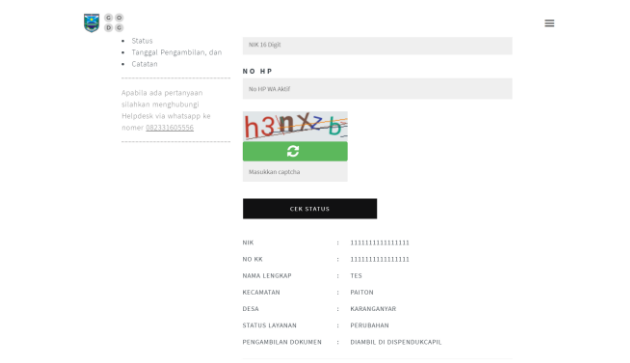 Status
Tanggal Pengambilan, dan
Catatan
Apabila ada pertanyaan
silahkan menghubungi
Helpdesk via whatsapp ke
nomer 082331605556
NIK 16 Digit
NO HP
No HP WA Aktif
h3nxzb
Masukkan captcha
CEK STATUS
NIK : 1111111111111111
NO KK : 1111111111111111
NAMA LENGKAP : TES
KECAMATAN : PAITON
DESA : KARANGANYAR
STATUS LAYANAN : PERUBAHAN
PENGAMBILAN DOKUMEN : DIAMBIL DI DISPENDUKCAPIL